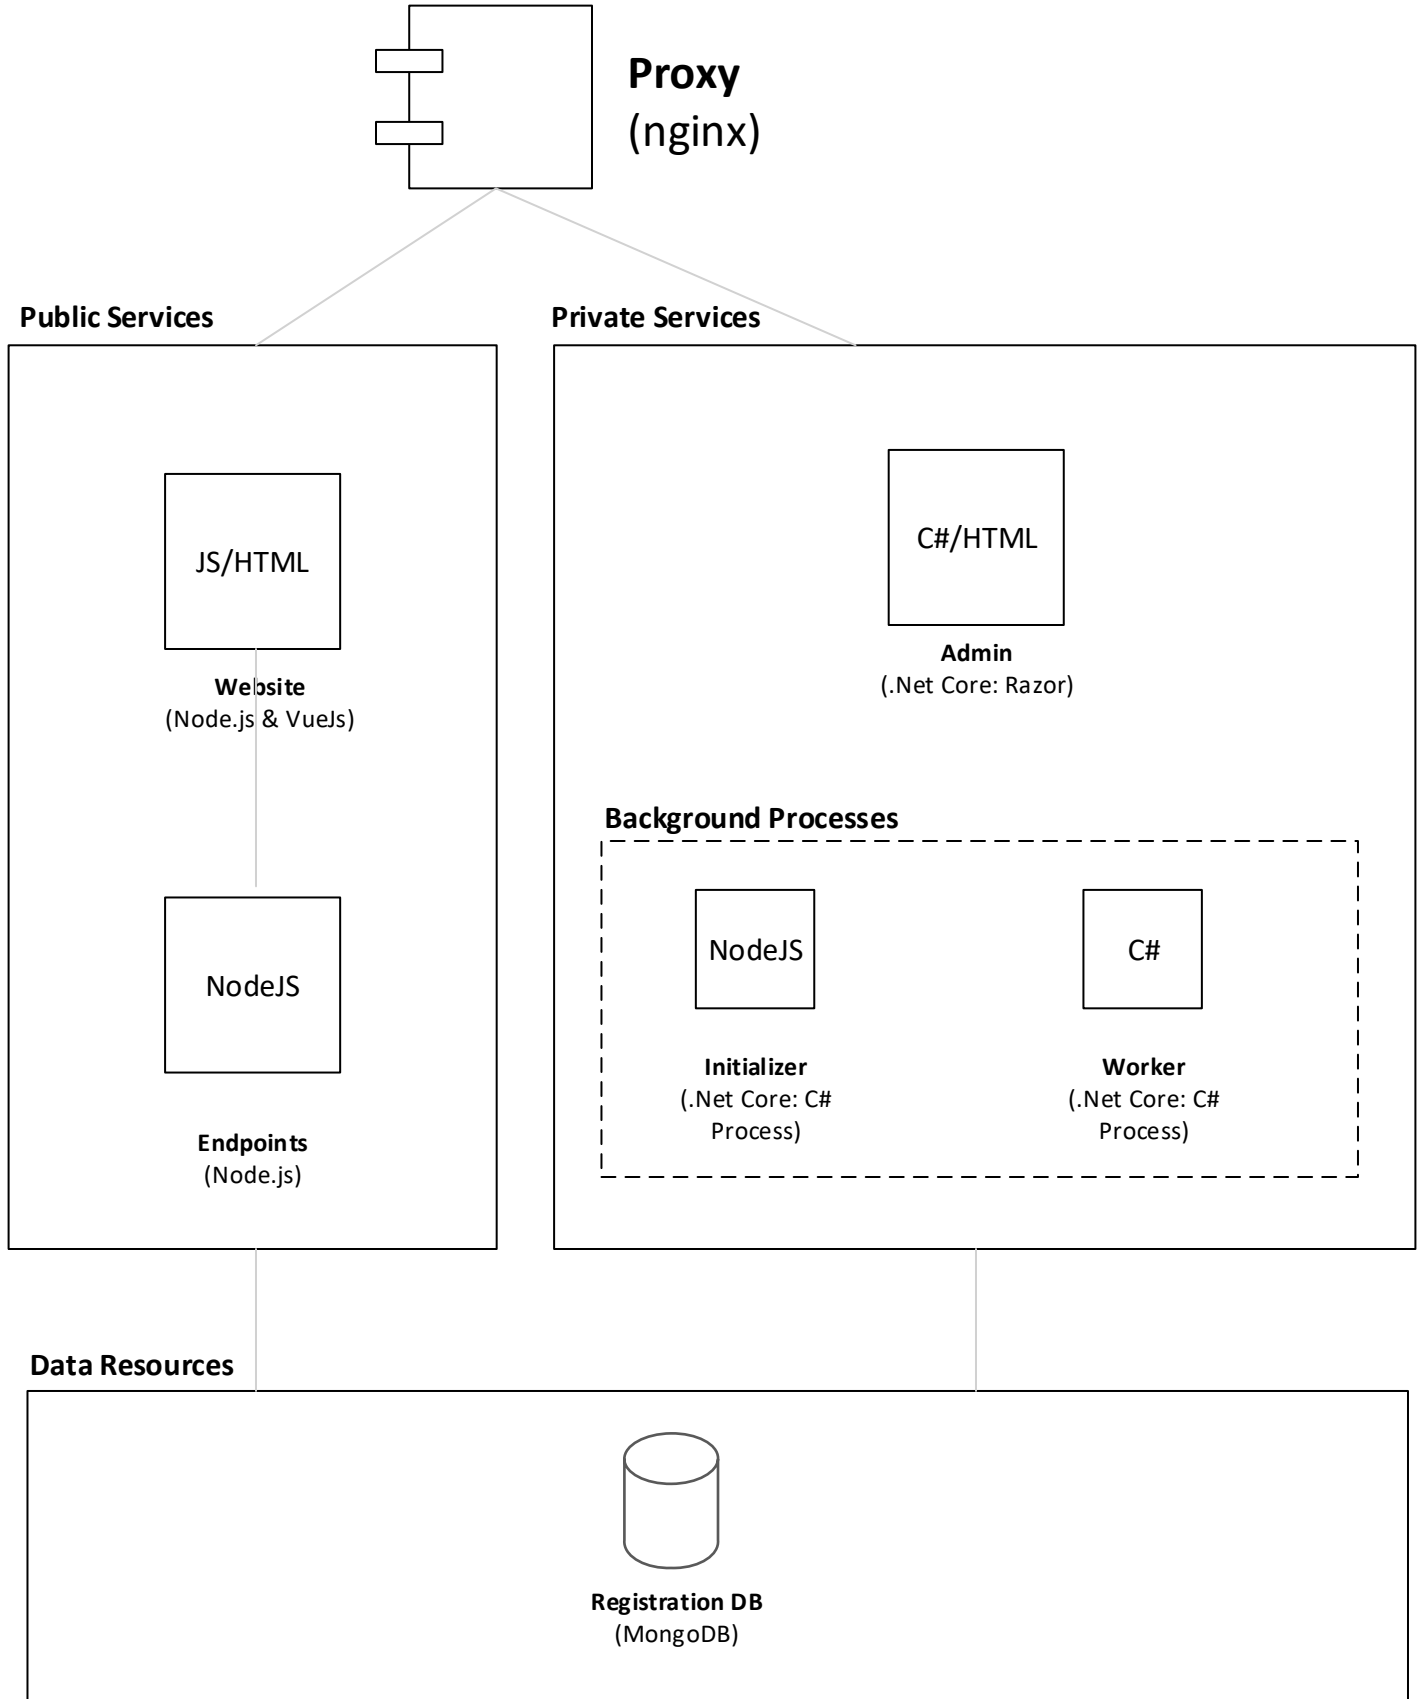 Proxy
(nginx)
Public Services
Private Services
JS/HTML
Website
(Node.js & VueJs)
NodeJS
Endpoints
(Node.js)
C#/HTML
Admin
(.Net Core: Razor)
Background Processes
NodeJS
Initializer
(.Net Core: C#
Process)
C#
Worker
(.Net Core: C#
Process)
Data Resources
Registration DB
(MongoDB)